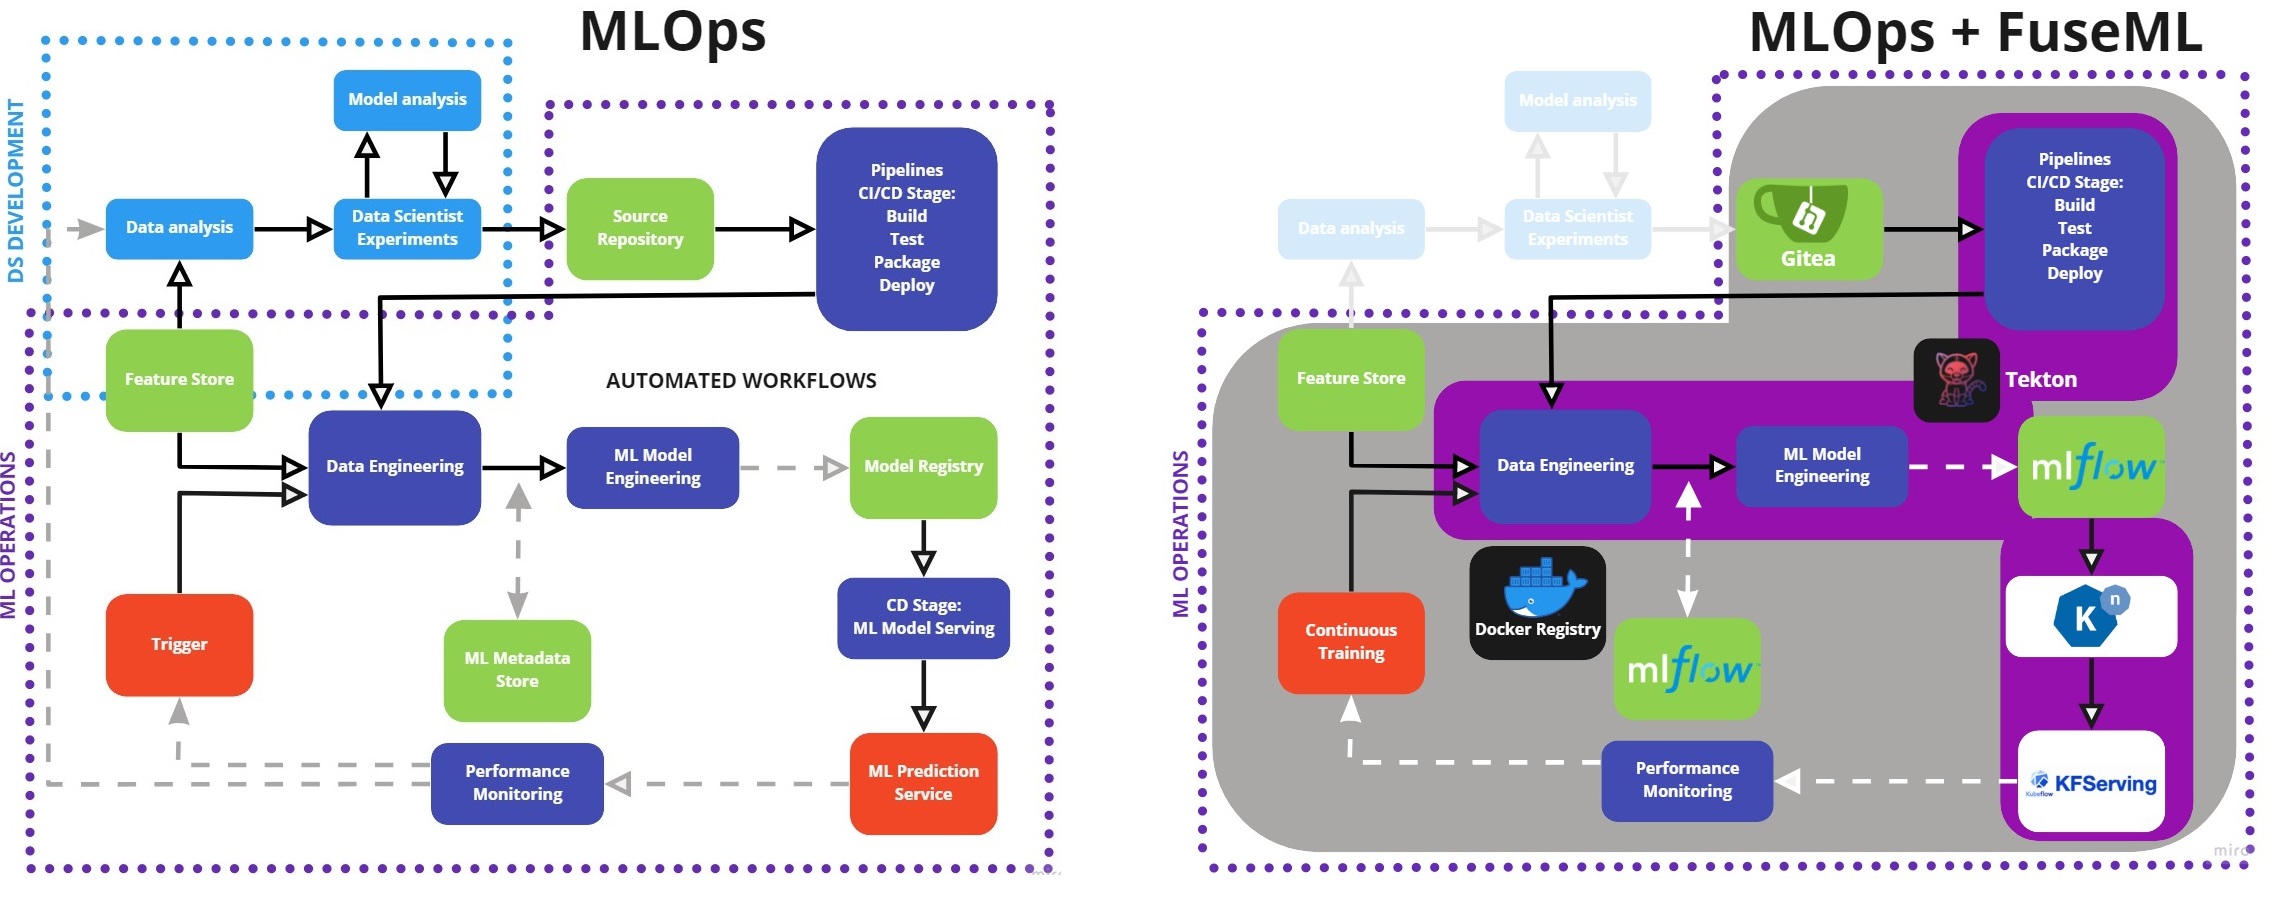 MLOps
DS DEVELOPMENT
Model analysis
Data analysis
Data Scientist
Experiments
Source
Repository
Pipelines
CI/CD Stage:
Build
Test
Package
Deploy
Feature Store
AUTOMATED WORKFLOWS
ML OPERATIONS
Data Engineering
ML Model
Engineering
Model Registry
Trigger
ML Metadata
Store
CD Stage:
ML Model Serving
Performance
Monitoring
ML Prediction
Service
MLOps + FuseML
Model analysis
Data analysis
Data Scientist
Experiments
Gitea
Pipelines
CI/CD Stage:
Build
Test
Package
Deploy
Feature Store
Tekton
ML OPERATIONS
Data Engineering
ML Model
Engineering
mlflow
Docker Registry
Continuous
Training
mlflow
K
n
Performance
Monitoring
Kubeflow
KFServing
miro